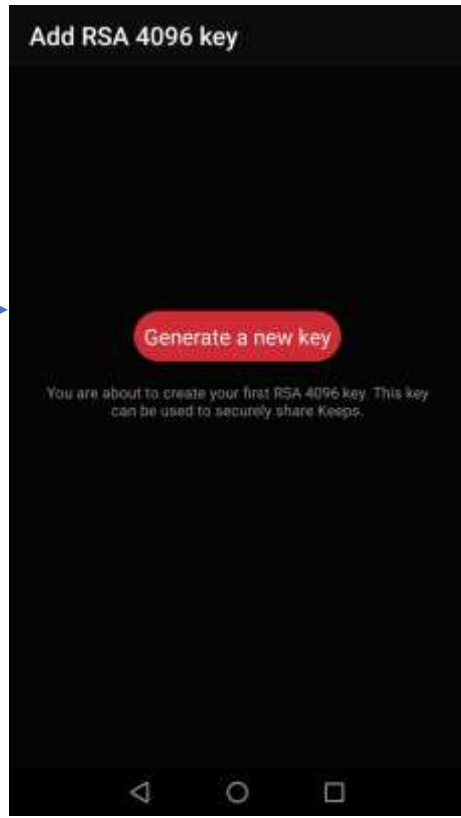 Add RSA 4096 key
Generate a new key
You are about to create your first RSA 4096 key. This key
can be used to securely share Keeps.